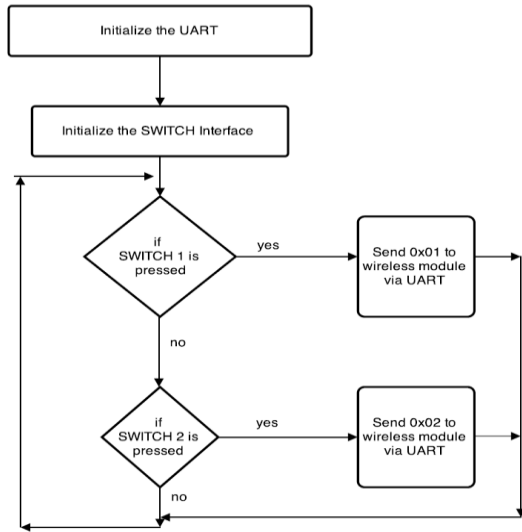 Initialize the UART
Initialize the SWITCH Interface
if
SWITCH 1 is
pressed
yes
Send 0x01 to
wireless module
via UART
no
if
SWITCH 2 is
pressed
yes
Send 0x02 to
wireless module
via UART
no